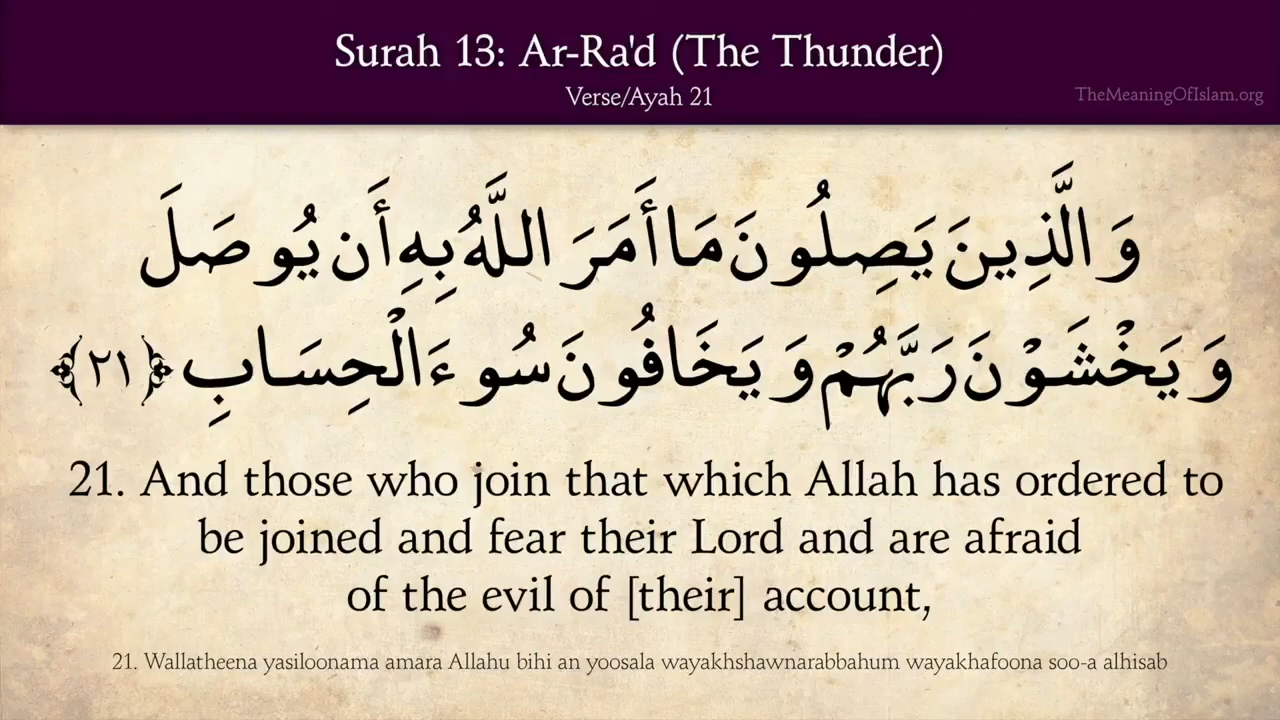 Surah 13: Ar-Ra'd (The Thunder)
Verse/Ayah 21
TheMeaningOfIslam.org
وَالَّذِينَ يَصِلُونَ مَا أَمَرَ اللَّهُ بِهِ أَن يُوصَلَ
وَيَخْشَوْنَ رَبَّهُمْ وَيَخَافُونَ سُوءَ الْحِسَابِ ﴿٢١﴾
21. And those who join that which Allah has ordered to
be joined and fear their Lord and are afraid
of the evil of [their] account,
21. Wallatheena yasiloonama amara Allahu bihi an yoosala wayakhshawnarabbahum wayakhafoona soo-a alhisab